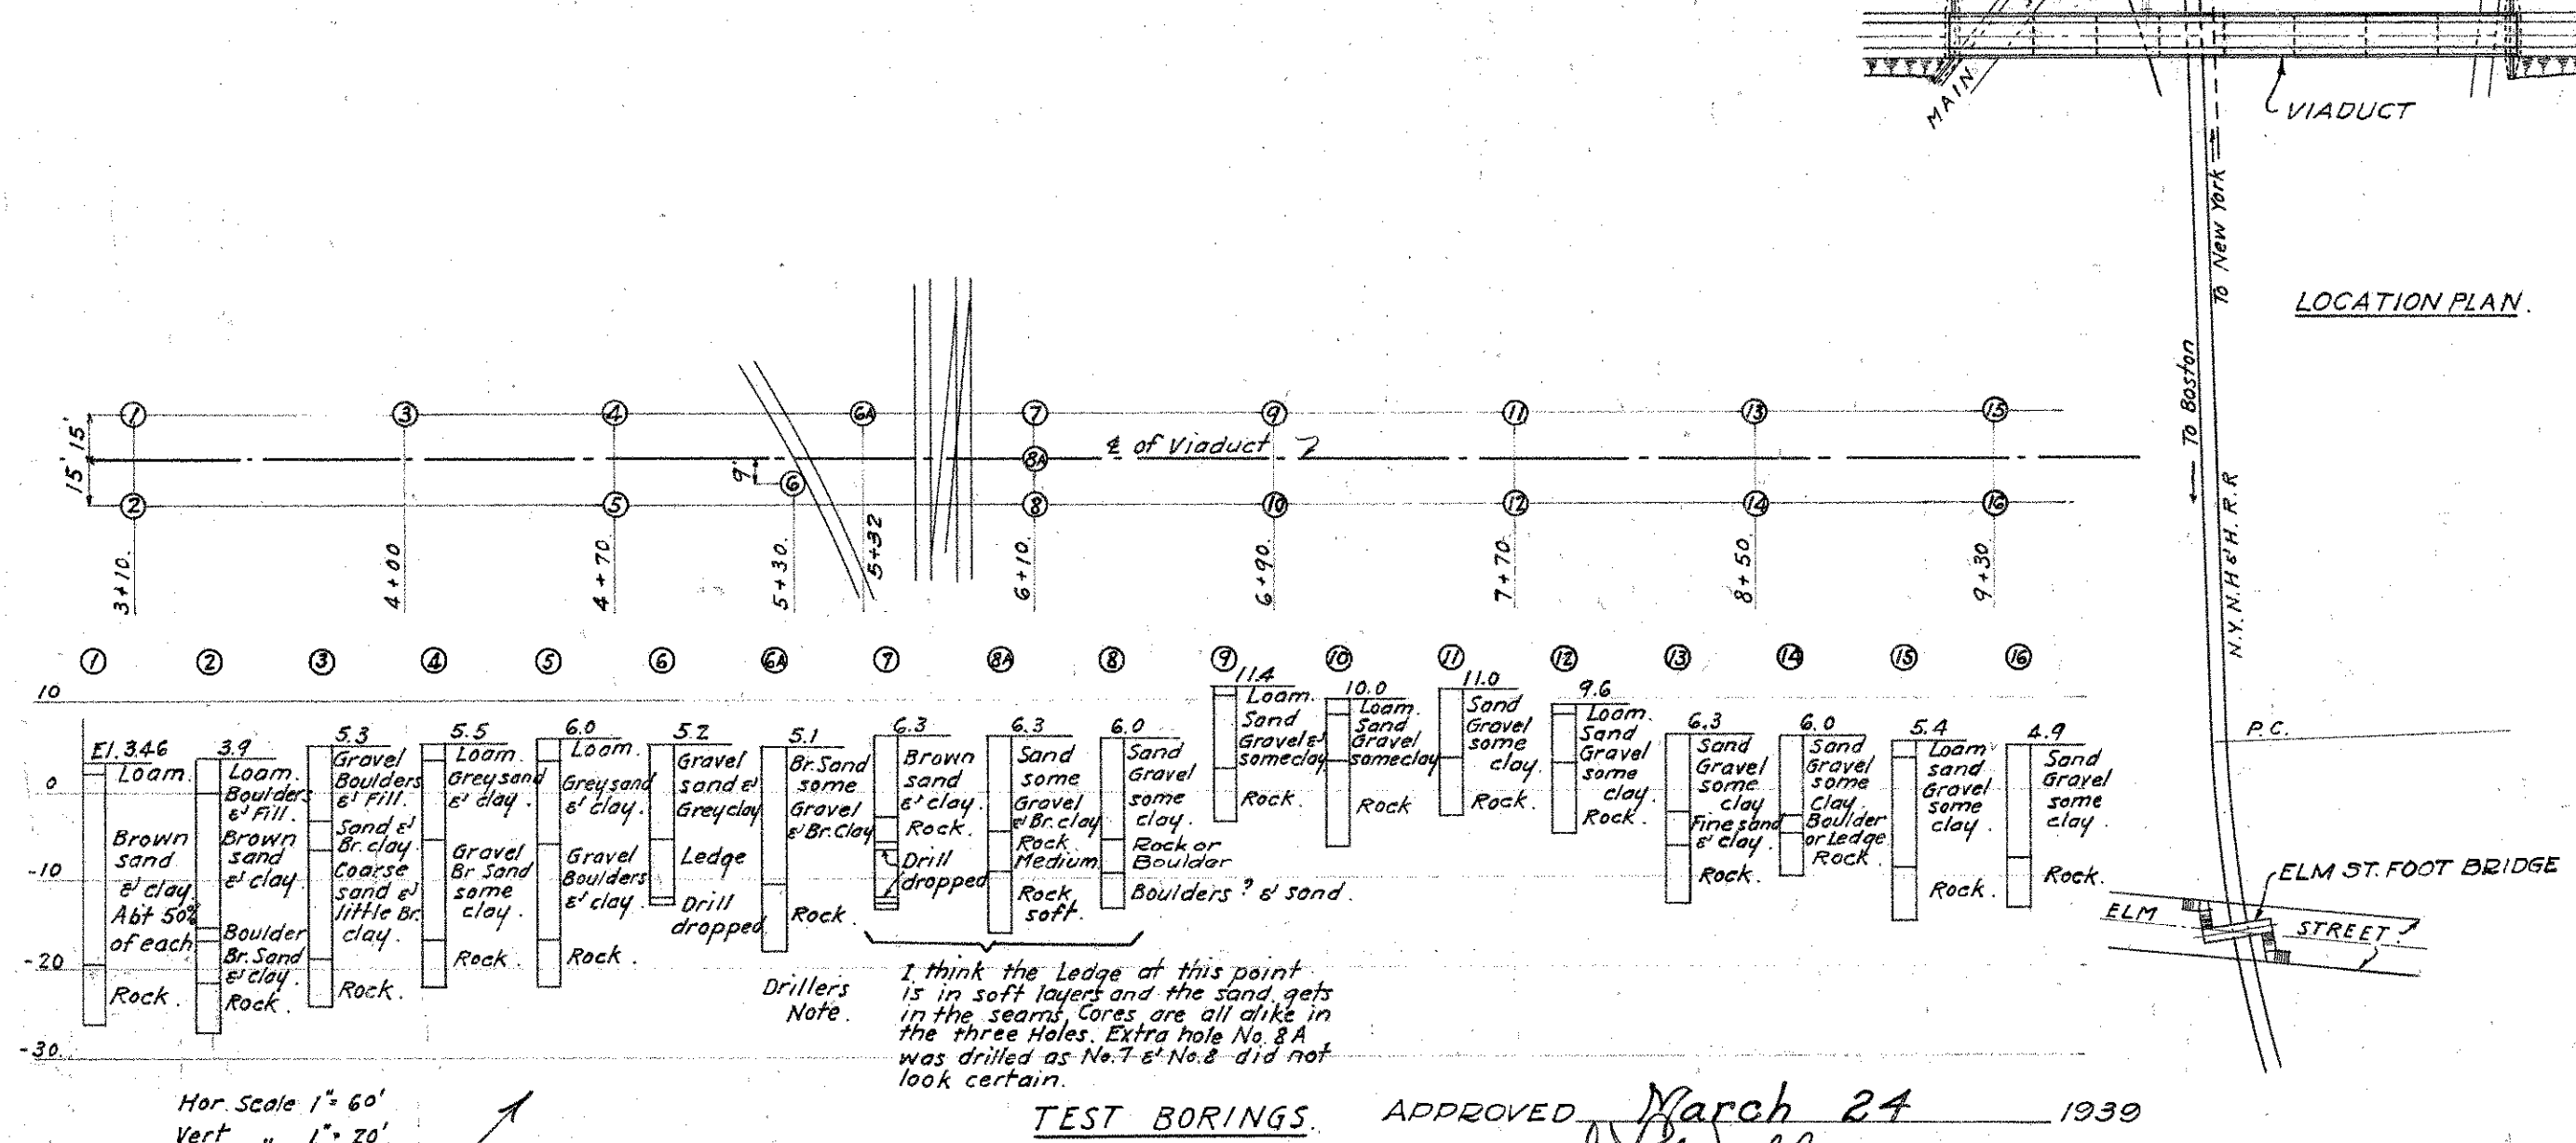 MAIN
VIADUCT
To New York
To Boston
N.Y. N.H & H. R.R
LOCATION PLAN.
P.C.
ELM ST. FOOT BRIDGE
ELM STREET
15' 15'
1 3 4 6A 7 9 11 13 15
8A
℄ of Viaduct
9'
6
2 5 8 10 12 14 16
3+10. 4+00 4+70 5+30. 5+32 6+10. 6+90. 7+70. 8+50. 9+30
1 2 3 4 5 6 6A 7 8A 8 9 10 11 12 13 14 15 16
10
0
-10
-20
-30.
El. 3.46
Loam.
Brown
sand
& clay
Abt 50%
of each
Rock.
3.9
Loam.
Boulders
& Fill.
Brown
sand
& clay.
Boulder
Br. Sand
& clay.
Rock.
5.3
Gravel
Boulders
& Fill.
Sand &
Br. clay.
Coarse
sand &
little Br.
clay.
Rock.
5.5
Loam.
Grey sand
& clay.
Gravel
Br Sand
some
clay.
Rock.
6.0
Loam.
Grey sand
& clay.
Gravel
Boulders
& clay.
Rock.
5.2
Gravel
sand &
Grey clay
Ledge
Drill
dropped
5.1
Br. Sand
some
Gravel
& Br. Clay
Rock.
6.3
Brown
sand
& clay.
Rock.
Drill
dropped
6.3
Sand
some
Gravel
& Br. clay
Rock
Medium
Rock
soft.
6.0
Sand
Gravel
some
clay.
Rock or
Boulder
Boulders ? & sand.
11.4
Loam.
Sand
Gravel &
some clay
Rock.
10.0
Loam.
Sand
Gravel
some clay
Rock
11.0
Sand
Gravel
some
clay.
Rock.
9.6
Loam.
Sand
Gravel
some
clay.
Rock.
6.3
Sand
Gravel
some
clay
Fine sand
& clay.
Rock.
6.0
Sand
Gravel
some
clay.
Boulder
or Ledge
Rock.
5.4
Loam
sand
Gravel
some
clay.
Rock.
4.9
Sand
Gravel
some
clay.
Rock.
Drillers
Note.
I think the Ledge at this point
is in soft layers and the sand gets
in the seams, Cores are all alike in
the three Holes. Extra hole No. 8A
was drilled as No. 7 & No. 8 did not
look certain.
Hor. Scale 1"= 60'
Vert " 1"= 20'
TEST BORINGS.
APPROVED March 24 1939